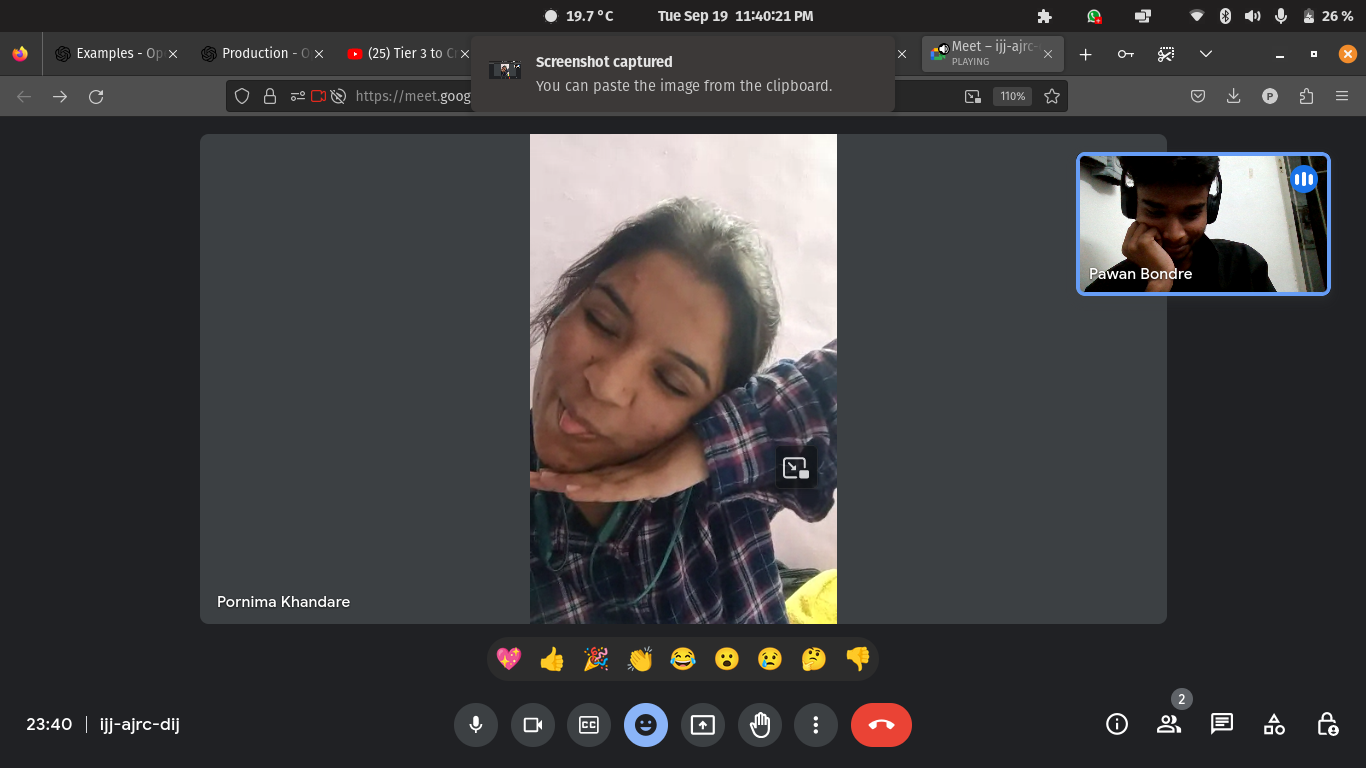 19.7 °C
Tue Sep 19 11:40:21 PM
26 %
Examples - Op
Production - O
(25) Tier 3 to C
Meet – ijj-ajrc-
PLAYING
Screenshot captured
You can paste the image from the clipboard.
https://meet.goog
110%
P
Pawan Bondre
Pornima Khandare
CC
2
23:40
ijj-ajrc-dij